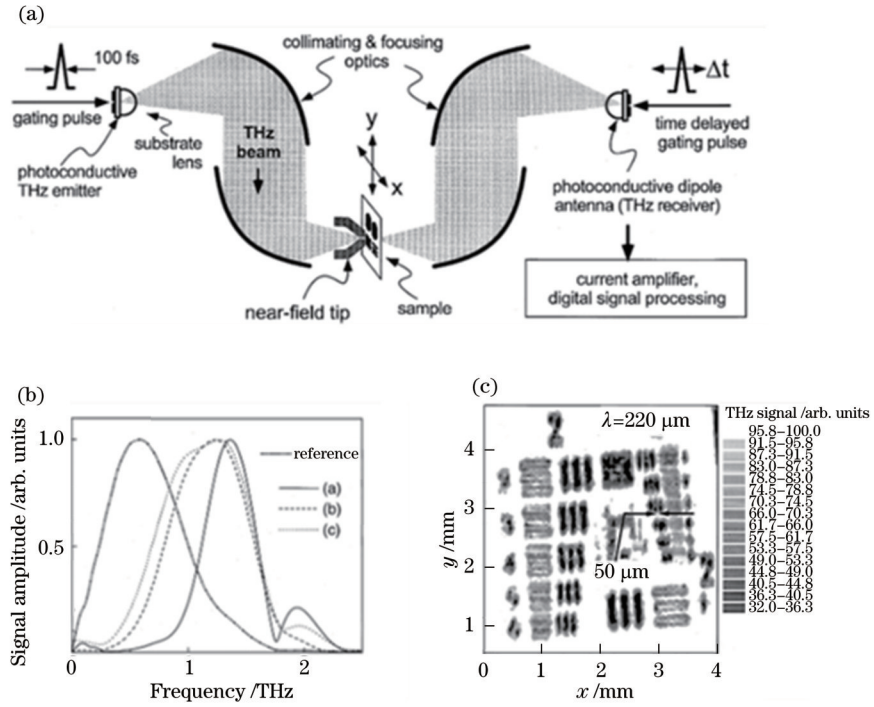 (a)
100 fs
gating pulse
photoconductive
THz emitter
substrate
lens
THz
beam
collimating & focusing
optics
y
x
near-field tip
sample
Δt
time delayed
gating pulse
photoconductive dipole
antenna (THz receiver)
current amplifier,
digital signal processing
(b)
Signal amplitude /arb. units
1.0
0.5
0
1
2
Frequency /THz
reference
(a)
(b)
(c)
(c)
λ=220 μm
50 μm
y /mm
4
3
2
1
0
1
2
3
4
x /mm
THz signal /arb. units
95.8–100.0
91.5–95.8
87.3–91.5
83.0–87.3
78.8–83.0
74.5–78.8
70.3–74.5
66.0–70.3
61.7–66.0
57.5–61.7
53.3–57.5
49.0–53.3
44.8–49.0
40.5–44.8
36.3–40.5
32.0–36.3